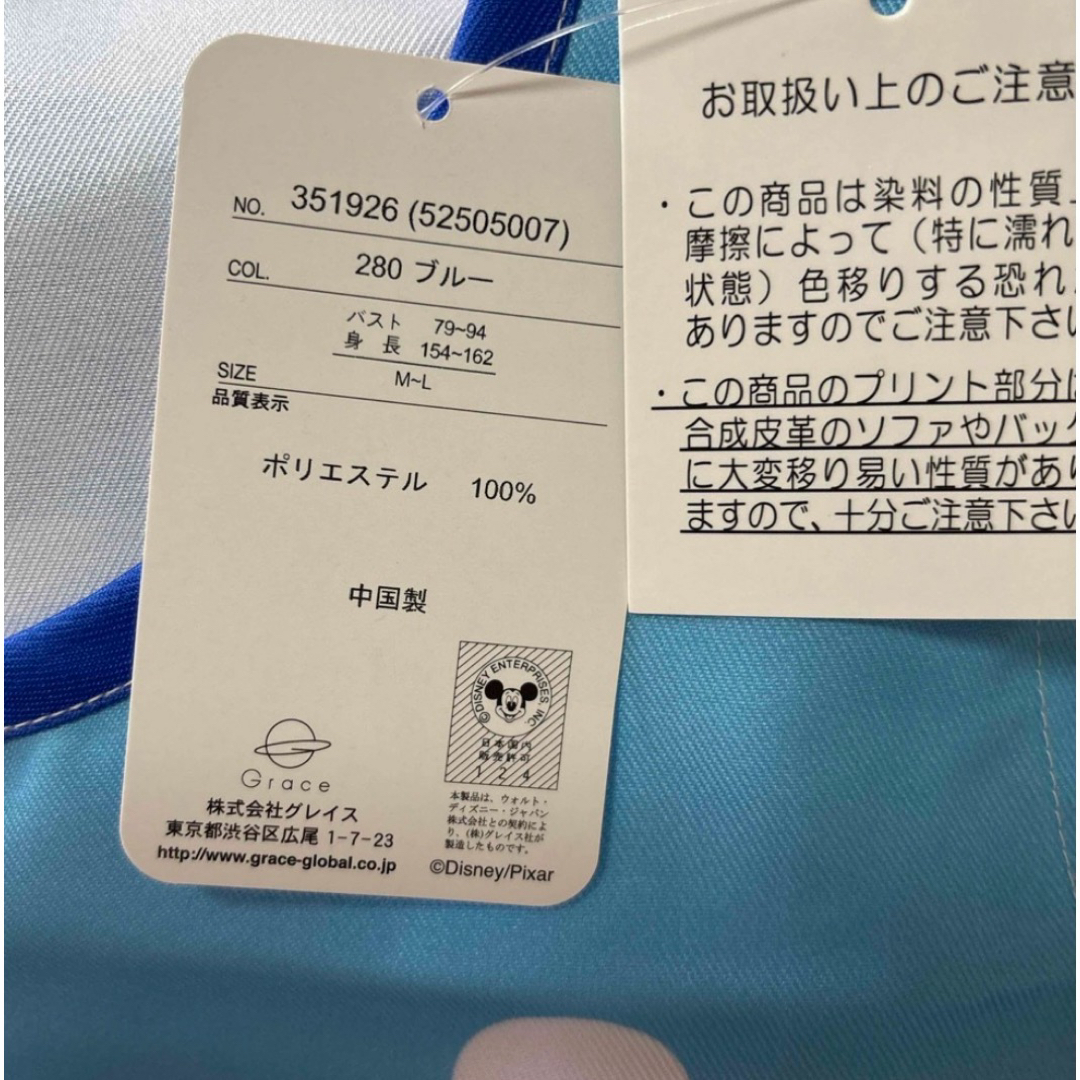 NO. 351926 (52505007)
COL. 280 ブルー
バスト 79~94
身 長 154~162
SIZE M~L
品質表示
ポリエステル 100%
中国製
©DISNEY ENTERPRISES, INC.
日本国内
販売許可
1 2 4
Grace
株式会社グレイス
東京都渋谷区広尾 1-7-23
http://www.grace-global.co.jp
本製品は、ウォルト・
ディズニー・ジャパン
株式会社との契約によ
り、(株)グレイス社が
製造したものです。
©Disney/Pixar
お取扱い上のご注意
・この商品は染料の性質
摩擦によって（特に濡れ
状態）色移りする恐れ
ありますのでご注意下さい
・この商品のプリント部分は
合成皮革のソファやバッグ
に大変移り易い性質があり
ますので、十分ご注意下さい